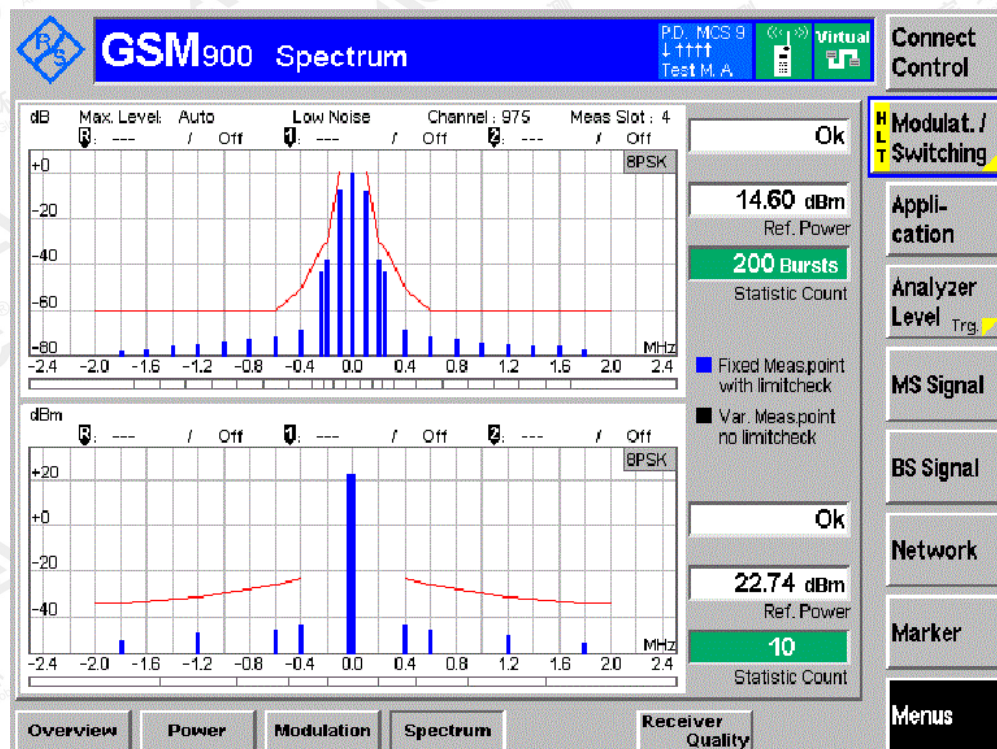 R&S
GSM900 Spectrum
P.D. MCS 9
↓ ↑↑↑↑
Test M. A.
Virtual
Connect Control
dB Max. Level: Auto Low Noise Channel : 975 Meas Slot : 4
R: --- / Off 1: --- / Off 2: --- / Off
8PSK
+0
-20
-40
-60
-80
MHz
-2.4 -2.0 -1.6 -1.2 -0.8 -0.4 0.0 0.4 0.8 1.2 1.6 2.0 2.4
Ok
14.60 dBm
Ref. Power
200 Bursts
Statistic Count
Fixed Meas.point
with limitcheck
Var. Meas.point
no limitcheck
dBm
R: --- / Off 1: --- / Off 2: --- / Off
8PSK
+20
+0
-20
-40
MHz
-2.4 -2.0 -1.6 -1.2 -0.8 -0.4 0.0 0.4 0.8 1.2 1.6 2.0 2.4
Ok
22.74 dBm
Ref. Power
10
Statistic Count
HLT
Modulat. /
Switching
Appli-
cation
Analyzer
Level Trg.
MS Signal
BS Signal
Network
Marker
Menus
Overview Power Modulation Spectrum Receiver
Quality